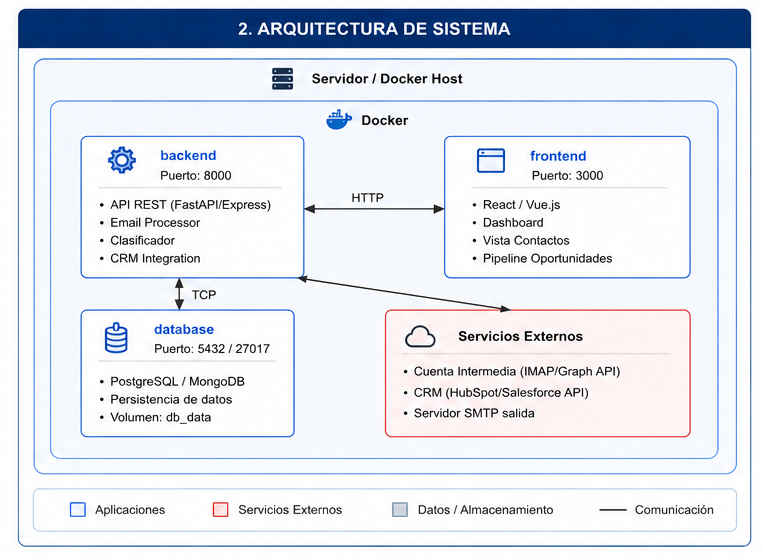 2. ARQUITECTURA DE SISTEMA
Servidor / Docker Host
Docker
backend
Puerto: 8000
• API REST (FastAPI/Express)
• Email Processor
• Clasificador
• CRM Integration
HTTP
frontend
Puerto: 3000
• React / Vue.js
• Dashboard
• Vista Contactos
• Pipeline Oportunidades
TCP
database
Puerto: 5432 / 27017
• PostgreSQL / MongoDB
• Persistencia de datos
• Volumen: db_data
Servicios Externos
• Cuenta Intermedia (IMAP/Graph API)
• CRM (HubSpot/Salesforce API)
• Servidor SMTP salida
Aplicaciones
Servicios Externos
Datos / Almacenamiento
Comunicación